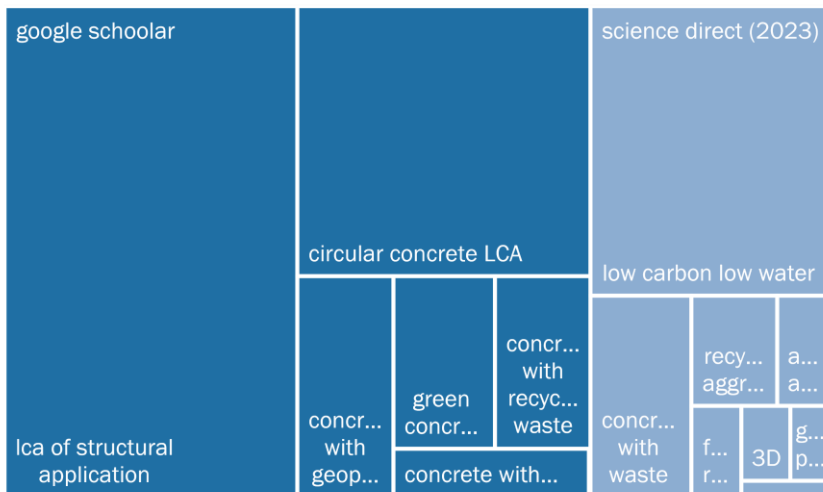 google schoolar
lca of structural
application
circular concrete LCA
concr...
with
geop...
green
concr...
concr...
with
recyc...
waste
concrete with...
science direct (2023)
low carbon low water
concr...
with
waste
recy...
aggr...
a...
a...
f...
r...
3D
g...
p...